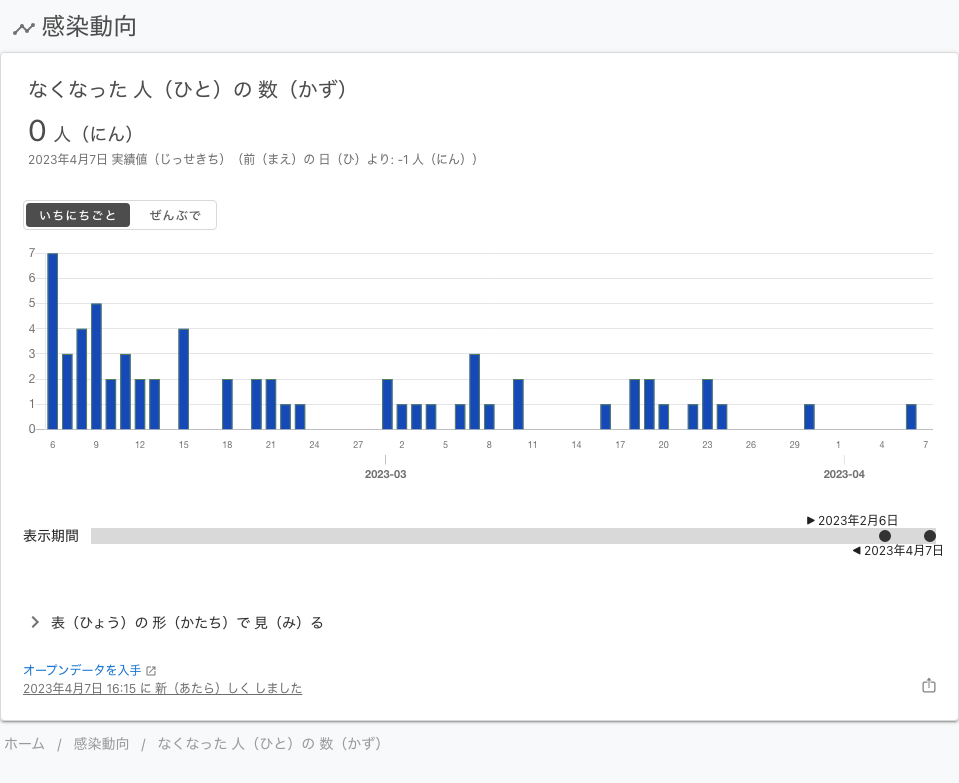 感染動向
なくなった 人（ひと）の 数（かず）
0 人（にん）
2023年4月7日 実績値（じっせきち）（前（まえ）の 日（ひ）より: -1 人（にん））
いちにちごと ぜんぶで
7
6
5
4
3
2
1
0
6 9 12 15 18 21 24 27 2 5 8 11 14 17 20 23 26 29 1 4 7
2023-03 2023-04
▶ 2023年2月6日
表示期間
◀ 2023年4月7日
表（ひょう）の 形（かたち）で 見（み）る
オープンデータを入手
2023年4月7日 16:15 に 新（あたら）しく しました
ホーム / 感染動向 / なくなった 人（ひと）の 数（かず）